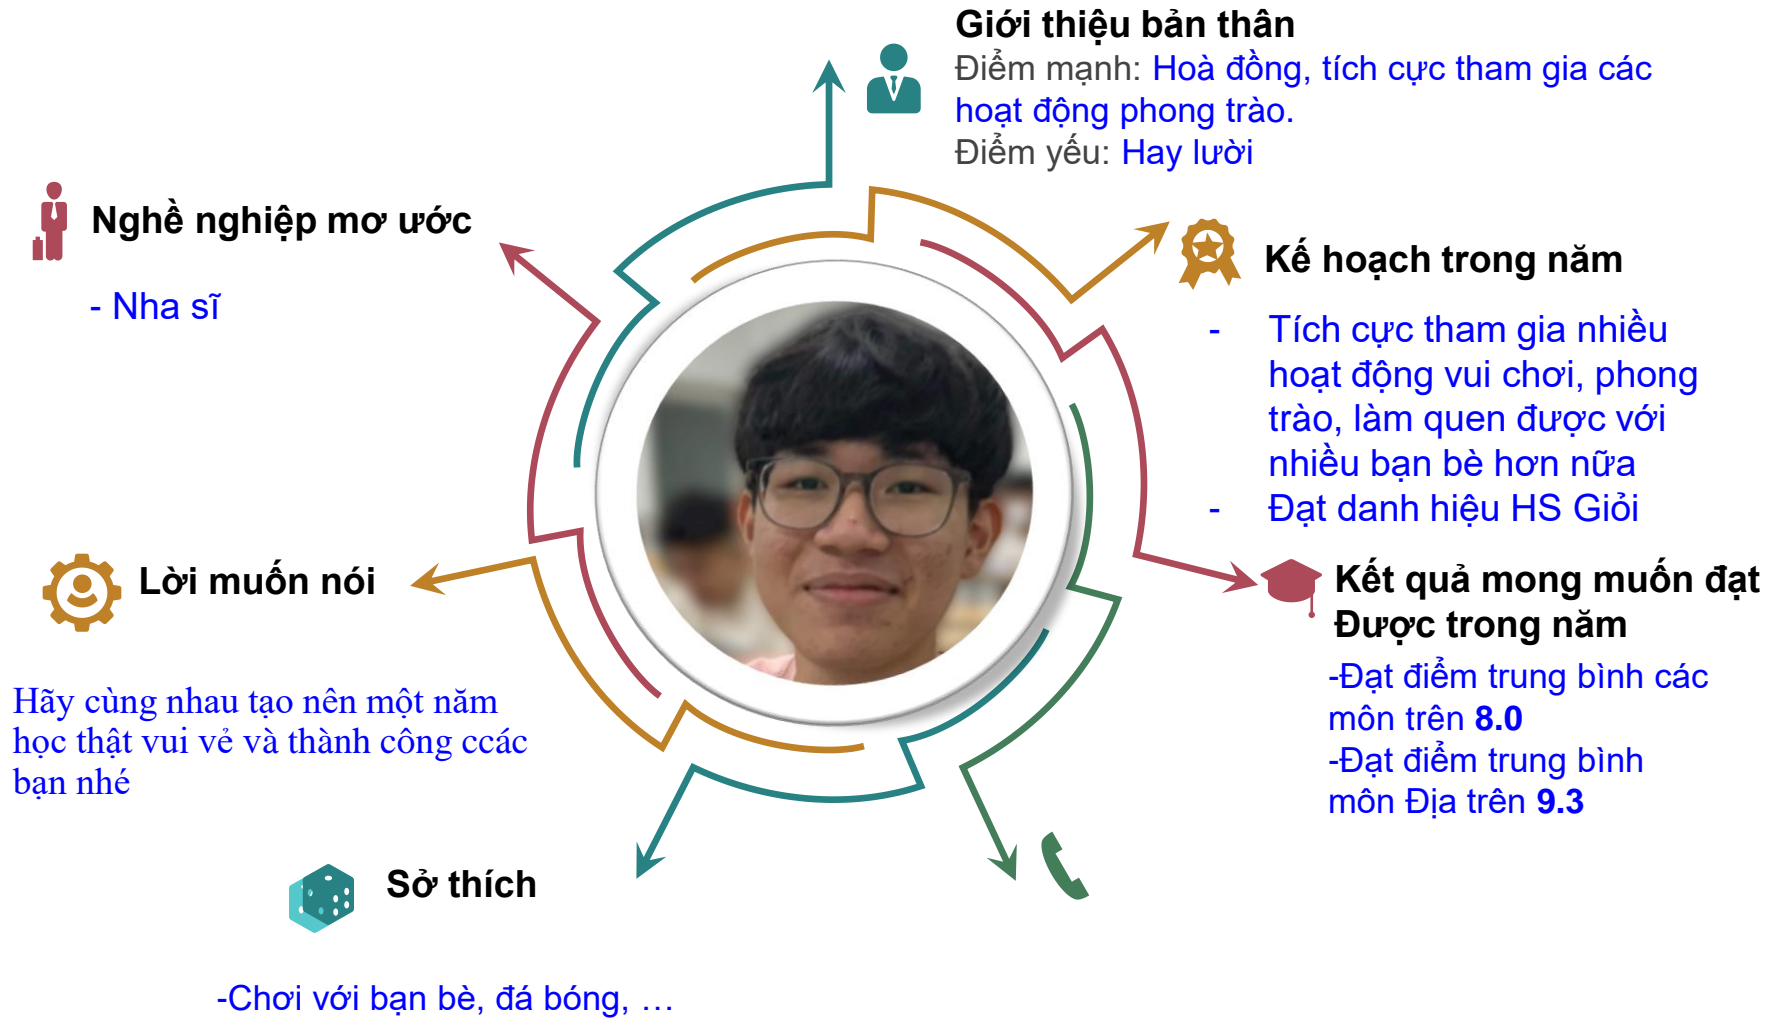 Giới thiệu bản thân
Điểm mạnh: Hoà đồng, tích cực tham gia các
hoạt động phong trào.
Điểm yếu: Hay lười
Nghề nghiệp mơ ước
- Nha sĩ
Kế hoạch trong năm
- Tích cực tham gia nhiều
hoạt động vui chơi, phong
trào, làm quen được với
nhiều bạn bè hơn nữa
- Đạt danh hiệu HS Giỏi
Lời muốn nói
Hãy cùng nhau tạo nên một năm
học thật vui vẻ và thành công ccác
bạn nhé
Kết quả mong muốn đạt
Được trong năm
-Đạt điểm trung bình các
môn trên 8.0
-Đạt điểm trung bình
môn Địa trên 9.3
Sở thích
-Chơi với bạn bè, đá bóng, …